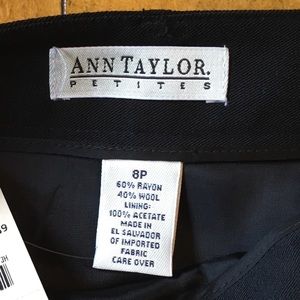 ANN TAYLOR.
PETITES
8P
60% RAYON
40% WOOL
LINING:
100% ACETATE
MADE IN
EL SALVADOR
OF IMPORTED
FABRIC
CARE OVER